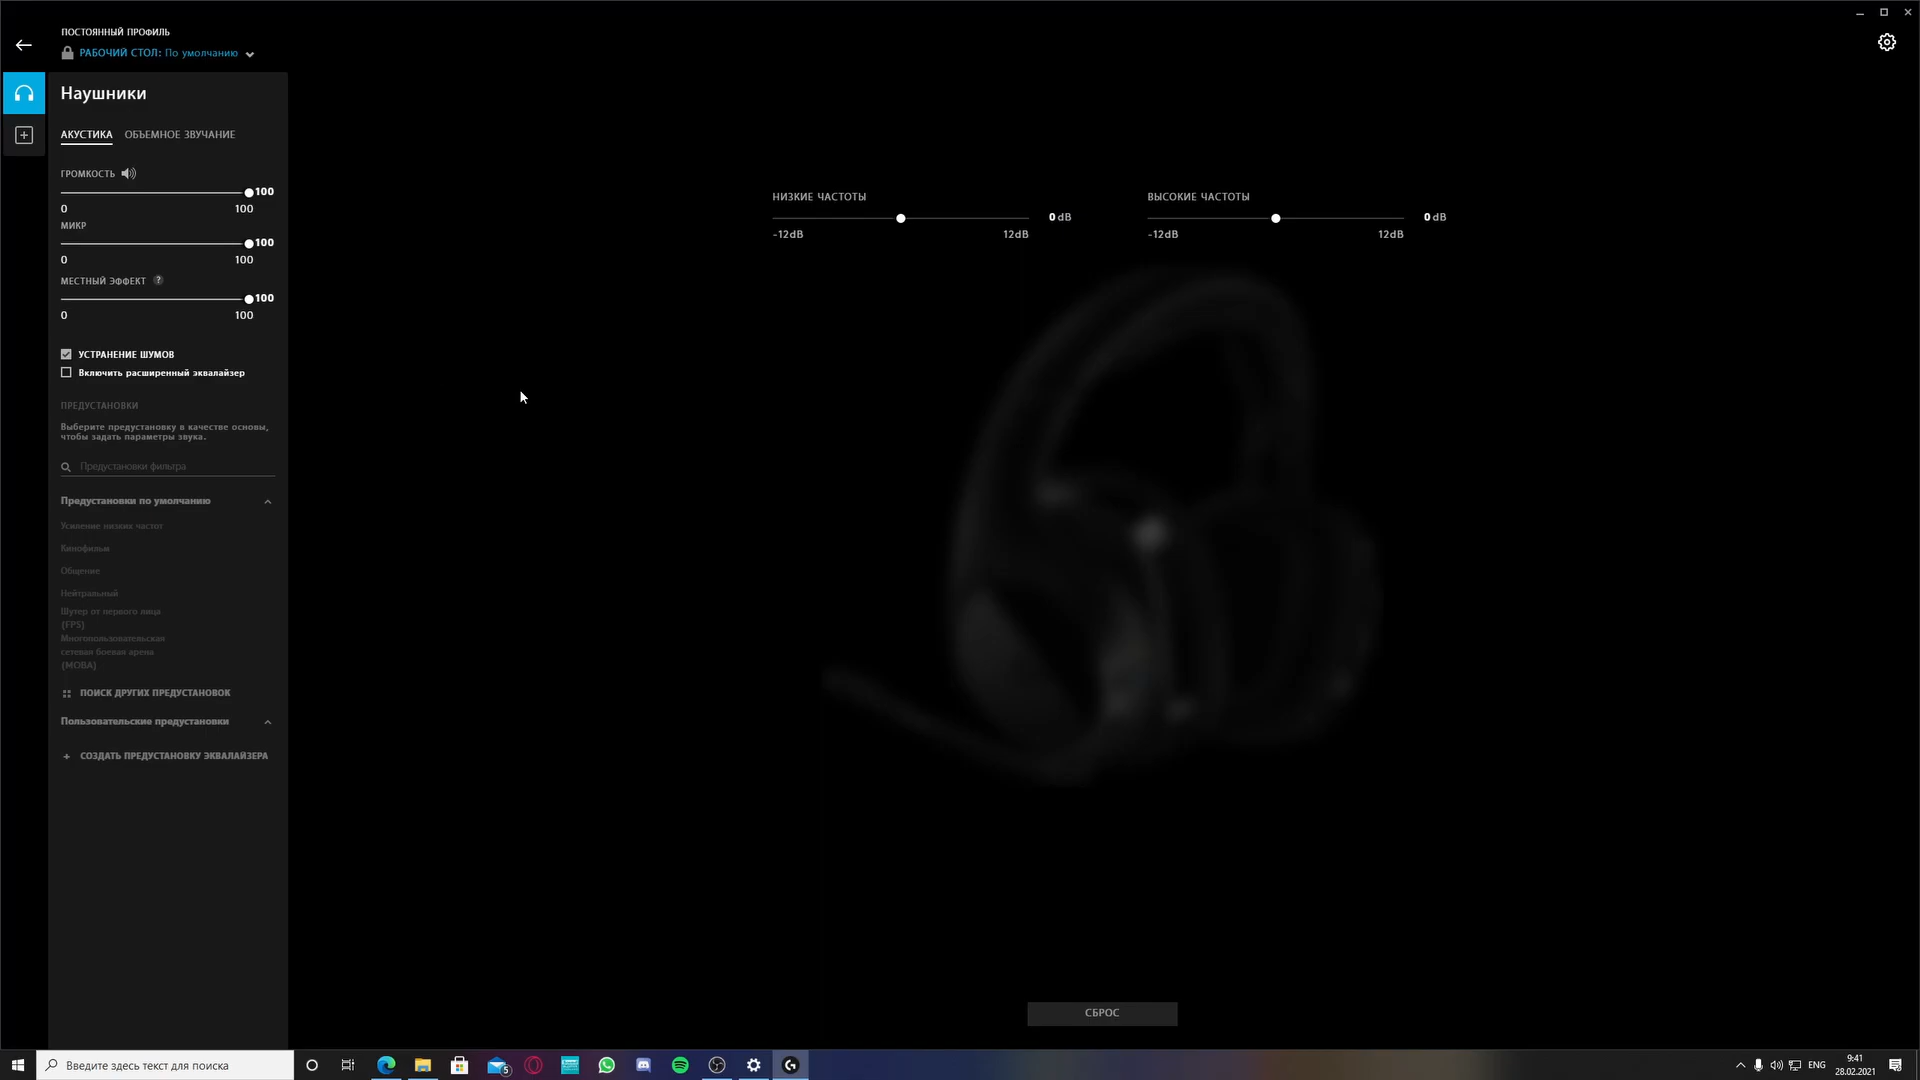 ПОСТОЯННЫЙ ПРОФИЛЬ
РАБОЧИЙ СТОЛ: По умолчанию
Наушники
АКУСТИКА ОБЪЕМНОЕ ЗВУЧАНИЕ
ГРОМКОСТЬ
100
0 100
МИКР
100
0 100
МЕСТНЫЙ ЭФФЕКТ ?
100
0 100
УСТРАНЕНИЕ ШУМОВ
Включить расширенный эквалайзер
ПРЕДУСТАНОВКИ
Выберите предустановку в качестве основы,
чтобы задать параметры звука.
Предустановки фильтра
Предустановки по умолчанию
Усиление низких частот
Кинофильм
Общение
Нейтральный
Шутер от первого лица
(FPS)
Многопользовательская
сетевая боевая арена
(MOBA)
ПОИСК ДРУГИХ ПРЕДУСТАНОВОК
Пользовательские предустановки
+ СОЗДАТЬ ПРЕДУСТАНОВКУ ЭКВАЛАЙЗЕРА
НИЗКИЕ ЧАСТОТЫ
0 dB
-12dB 12dB
ВЫСОКИЕ ЧАСТОТЫ
0 dB
-12dB 12dB
СБРОС
Введите здесь текст для поиска
5
ENG
9:41
28.02.2021